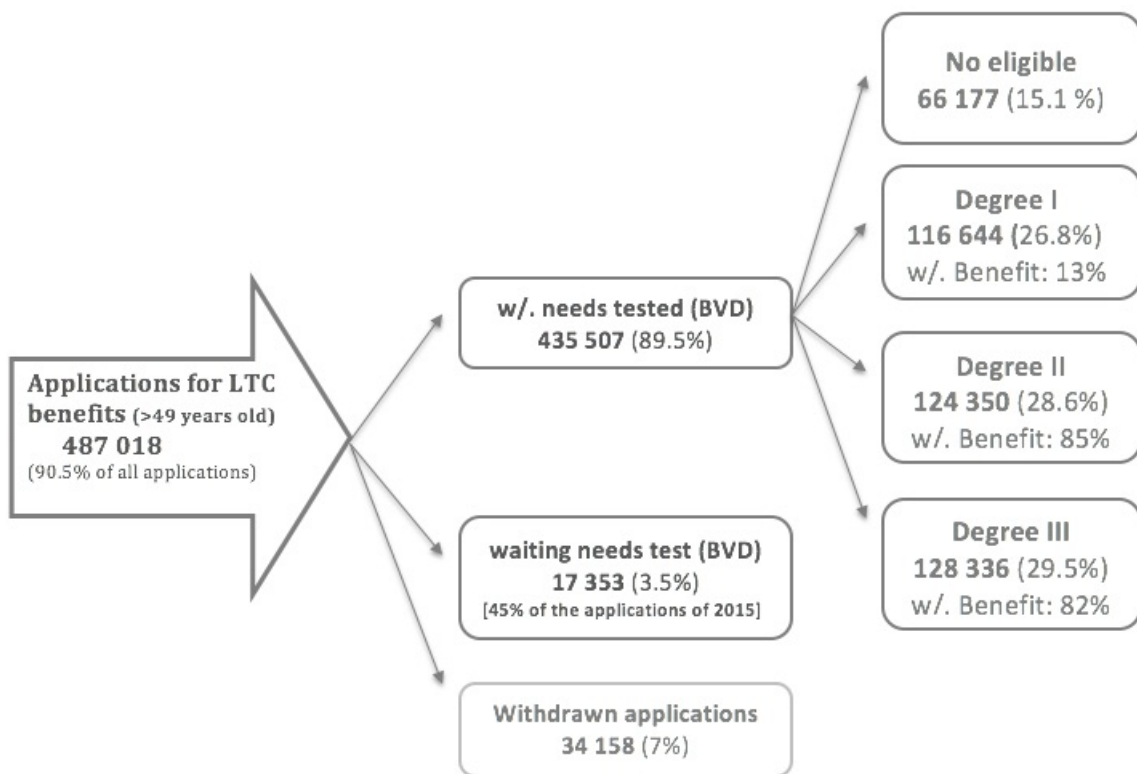 Applications for LTC
benefits (>49 years old)
487 018
(90.5% of all applications)
w/. needs tested (BVD)
435 507 (89.5%)
waiting needs test (BVD)
17 353 (3.5%)
[45% of the applications of 2015]
Withdrawn applications
34 158 (7%)
No eligible
66 177 (15.1 %)
Degree I
116 644 (26.8%)
w/. Benefit: 13%
Degree II
124 350 (28.6%)
w/. Benefit: 85%
Degree III
128 336 (29.5%)
w/. Benefit: 82%